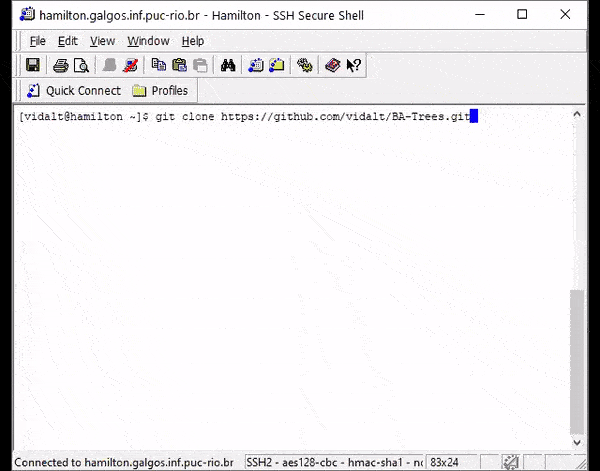 hamilton.galgos.inf.puc-rio.br - Hamilton - SSH Secure Shell
File Edit View Window Help
Quick Connect Profiles
[vidalt@hamilton ~]$ git clone https://github.com/vidalt/BA-Trees.git
Connected to hamilton.galgos.inf.puc-rio.br SSH2 - aes128-cbc - hmac-sha1 - 83x24